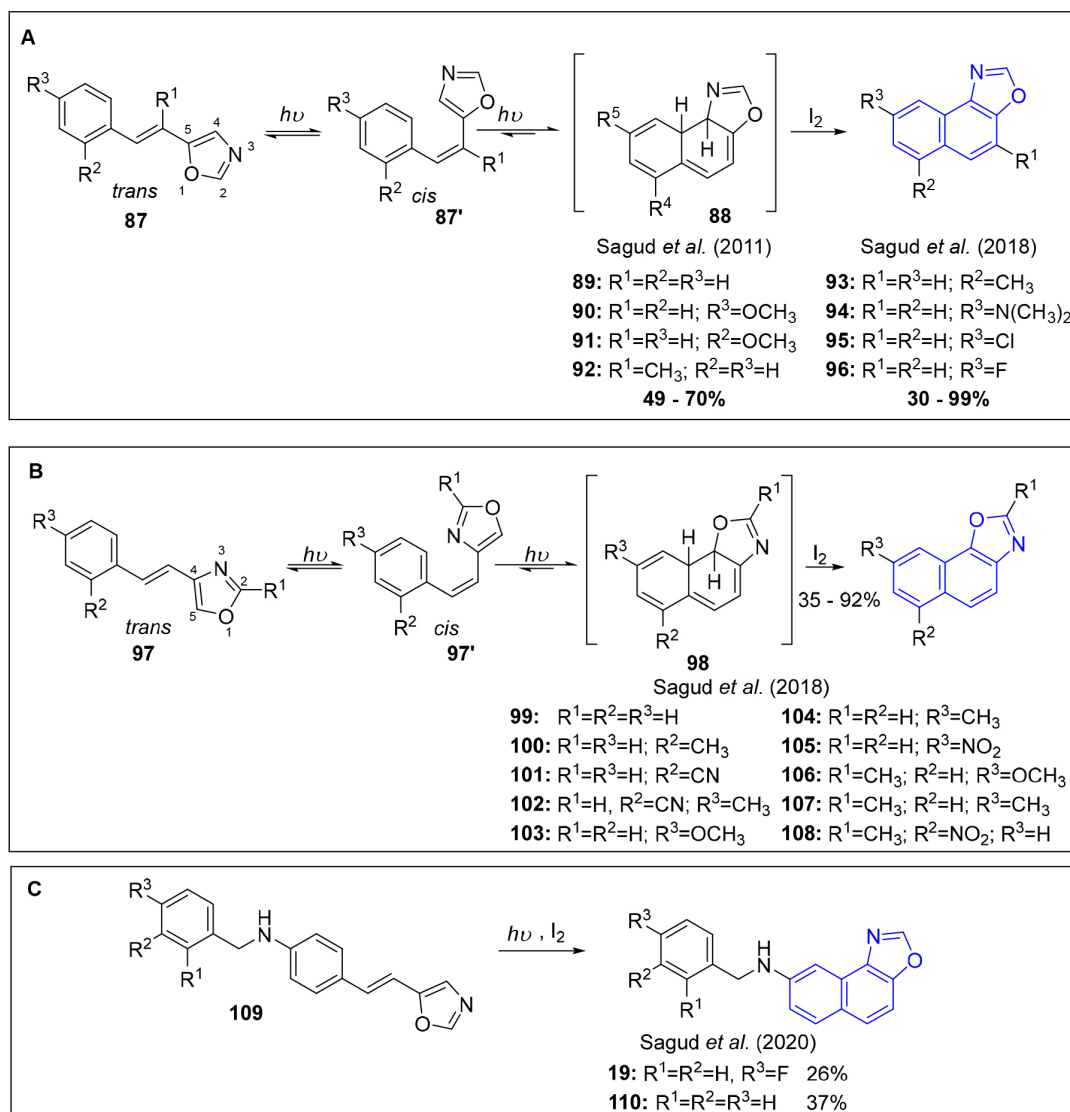 A
R³
R¹
4
5
N 3
R²
O
1
2
trans
87
hυ
N
O
R³
R¹
R²
cis
87'
hυ
H
N
O
R⁵
H
R⁴
88
I₂
N
O
R³
R¹
R²
Sagud et al. (2011)
89: R¹=R²=R³=H
90: R¹=R²=H; R³=OCH₃
91: R¹=R³=H; R²=OCH₃
92: R¹=CH₃; R²=R³=H
49 - 70%
Sagud et al. (2018)
93: R¹=R³=H; R²=CH₃
94: R¹=R²=H; R³=N(CH₃)₂
95: R¹=R²=H; R³=Cl
96: R¹=R²=H; R³=F
30 - 99%
B
R³
3
N
4
2
R¹
R²
5
O
1
trans
97
hυ
R¹
O
N
R³
R²
cis
97'
hυ
R¹
O
H
N
R³
H
R²
98
I₂
35 - 92%
R¹
O
N
R³
R²
Sagud et al. (2018)
99: R¹=R²=R³=H
100: R¹=R³=H; R²=CH₃
101: R¹=R³=H; R²=CN
102: R¹=H, R²=CN; R³=CH₃
103: R¹=R²=H; R³=OCH₃
104: R¹=R²=H; R³=CH₃
105: R¹=R²=H; R³=NO₂
106: R¹=CH₃; R²=H; R³=OCH₃
107: R¹=CH₃; R²=H; R³=CH₃
108: R¹=CH₃; R²=NO₂; R³=H
C
R³
H
N
R²
R¹
N
O
109
hυ , I₂
R³
H
N
R²
R¹
N
O
Sagud et al. (2020)
19: R¹=R²=H, R³=F 26%
110: R¹=R²=R³=H 37%